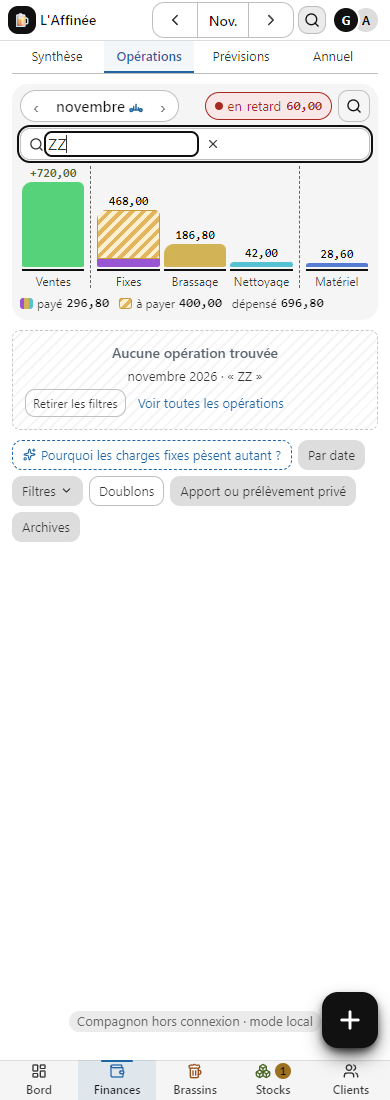 L'Affinée
Nov.
G A
Synthèse Opérations Prévisions Annuel
novembre
en retard 60,00
ZZ
+720,00
468,00
186,80
42,00
28,60
Ventes Fixes Brassage Nettoyage Matériel
payé 296,80 à payer 400,00 dépensé 696,80
Aucune opération trouvée
novembre 2026 · « ZZ »
Retirer les filtres Voir toutes les opérations
Pourquoi les charges fixes pèsent autant ? Par date
Filtres Doublons Apport ou prélèvement privé
Archives
Compagnon hors connexion · mode local
1
Bord Finances Brassins Stocks Clients